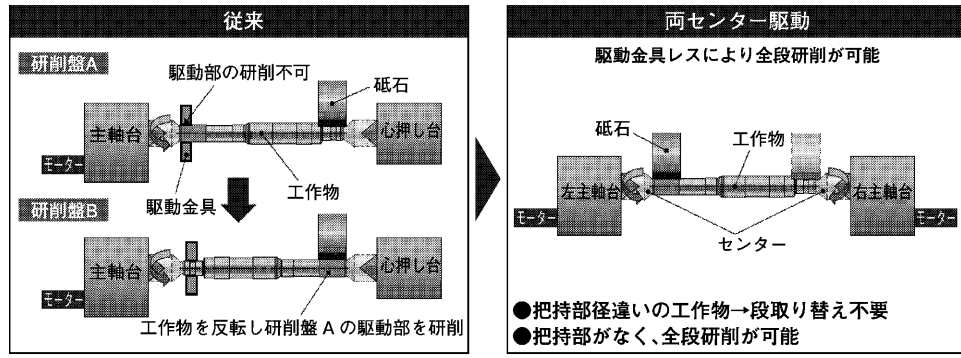 従来
研削盤A
駆動部の研削不可
砥石
主軸台
心押し台
モーター
工作物
駆動金具
研削盤B
主軸台
心押し台
モーター
工作物を反転し研削盤Aの駆動部を研削
両センター駆動
駆動金具レスにより全段研削が可能
砥石
工作物
左主軸台
右主軸台
モーター
モーター
センター
●把持部径違いの工作物→段取り替え不要
●把持部がなく、全段研削が可能